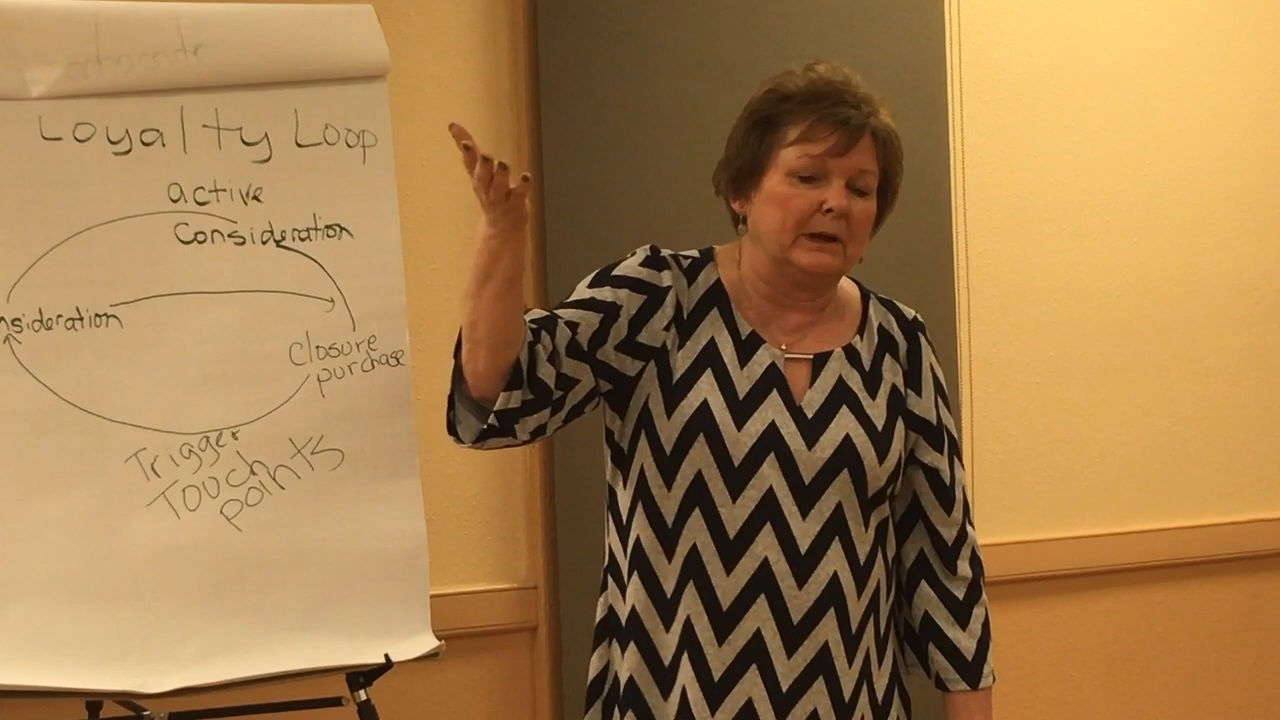 Loyalty Loop
active
Consideration
nsideration
Closure
purchase
Trigger
Touch
points